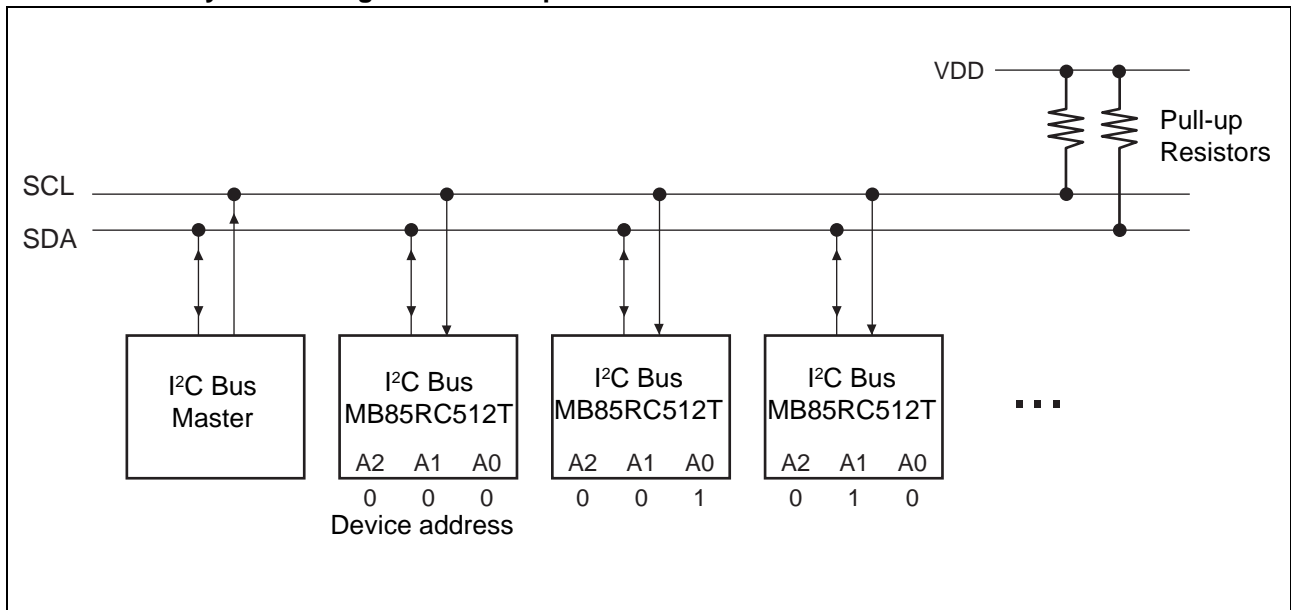 VDD
Pull-up
Resistors
SCL
SDA
I²C Bus
Master
I²C Bus
MB85RC512T
A2 A1 A0
0 0 0
Device address
I²C Bus
MB85RC512T
A2 A1 A0
0 0 1
I²C Bus
MB85RC512T
A2 A1 A0
0 1 0
...